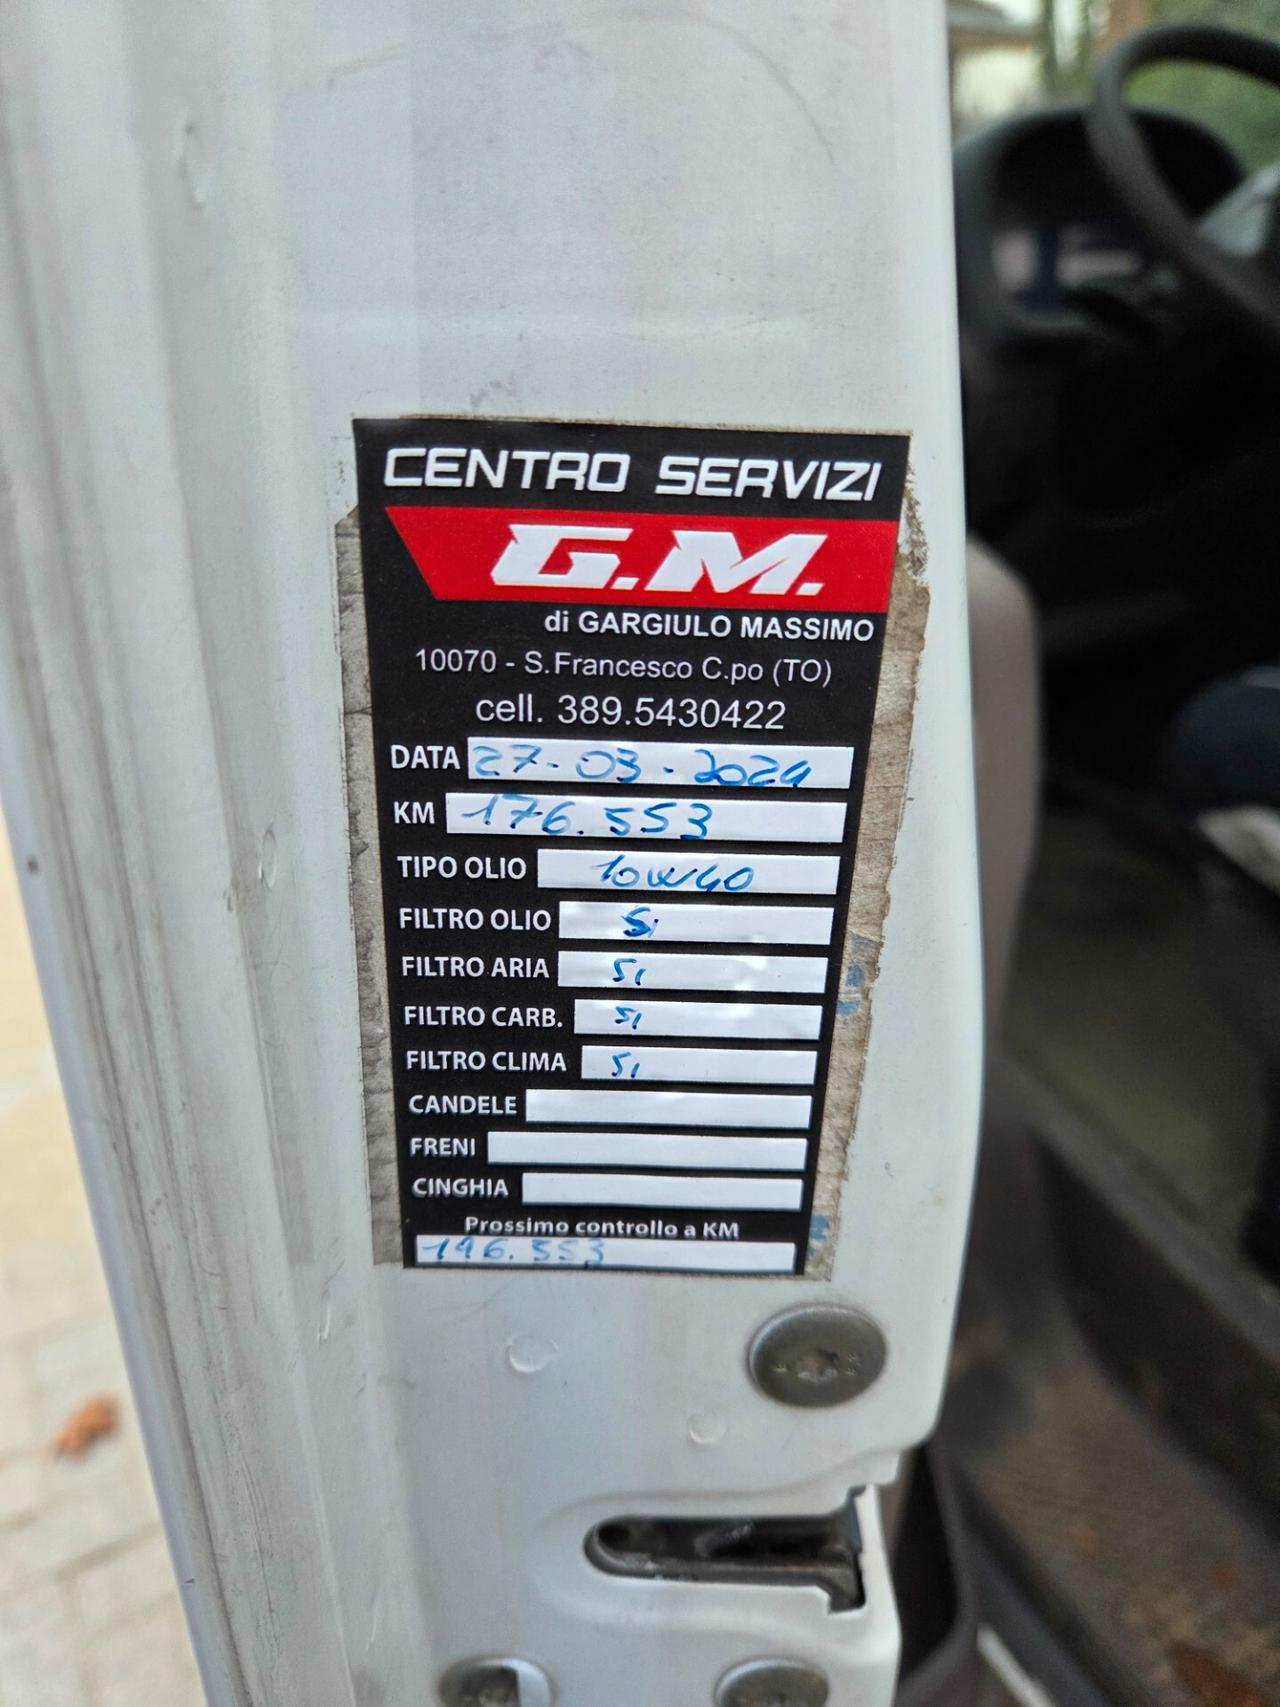 CENTRO SERVIZI
G.M.
di GARGIULO MASSIMO
10070 - S.Francesco C.po (TO)
cell. 389.5430422
DATA 27-03-2024
KM 176.553
TIPO OLIO 10W40
FILTRO OLIO Si
FILTRO ARIA Si
FILTRO CARB. Si
FILTRO CLIMA Si
CANDELE
FRENI
CINGHIA
Prossimo controllo a KM
196.553